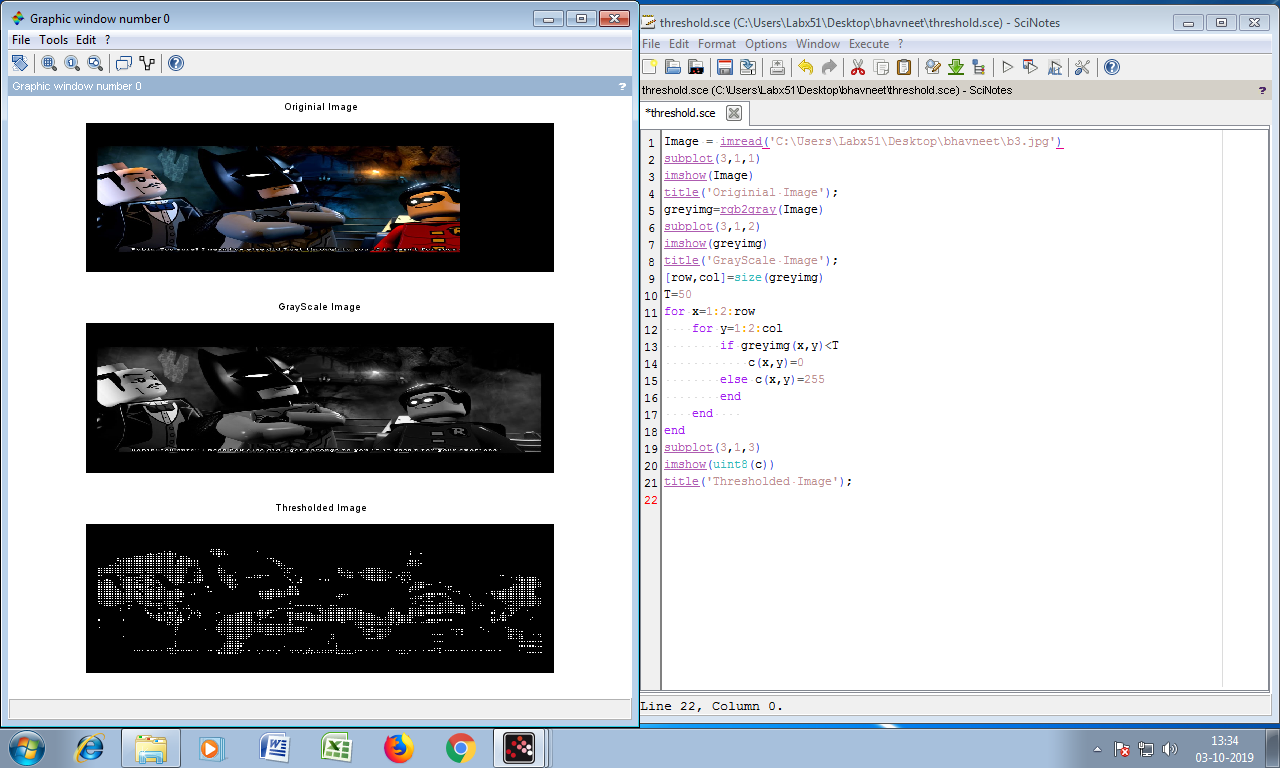 Graphic window number 0
File Tools Edit ?
Graphic window number 0 ?
Originial Image
GrayScale Image
Thresholded Image
threshold.sce (C:\Users\Labx51\Desktop\bhavneet\threshold.sce) - SciNotes
File Edit Format Options Window Execute ?
threshold.sce (C:\Users\Labx51\Desktop\bhavneet\threshold.sce) - SciNotes ?
*threshold.sce
1 Image = imread('C:\Users\Labx51\Desktop\bhavneet\b3.jpg')
2 subplot(3,1,1)
3 imshow(Image)
4 title('Originial Image');
5 greyimg=rgb2gray(Image)
6 subplot(3,1,2)
7 imshow(greyimg)
8 title('GrayScale Image');
9 [row,col]=size(greyimg)
10 T=50
11 for x=1:2:row
12 for y=1:2:col
13 if greyimg(x,y)<T
14 c(x,y)=0
15 else c(x,y)=255
16 end
17 end
18 end
19 subplot(3,1,3)
20 imshow(uint8(c))
21 title('Thresholded Image');
22
Line 22, Column 0.
13:34
03-10-2019